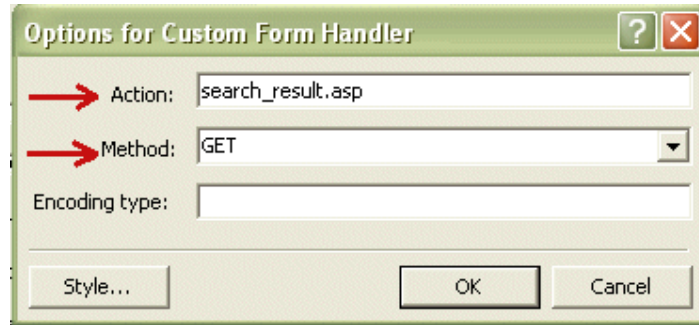 Options for Custom Form Handler
Action: search_result.asp
Method: GET
Encoding type:
Style... OK Cancel